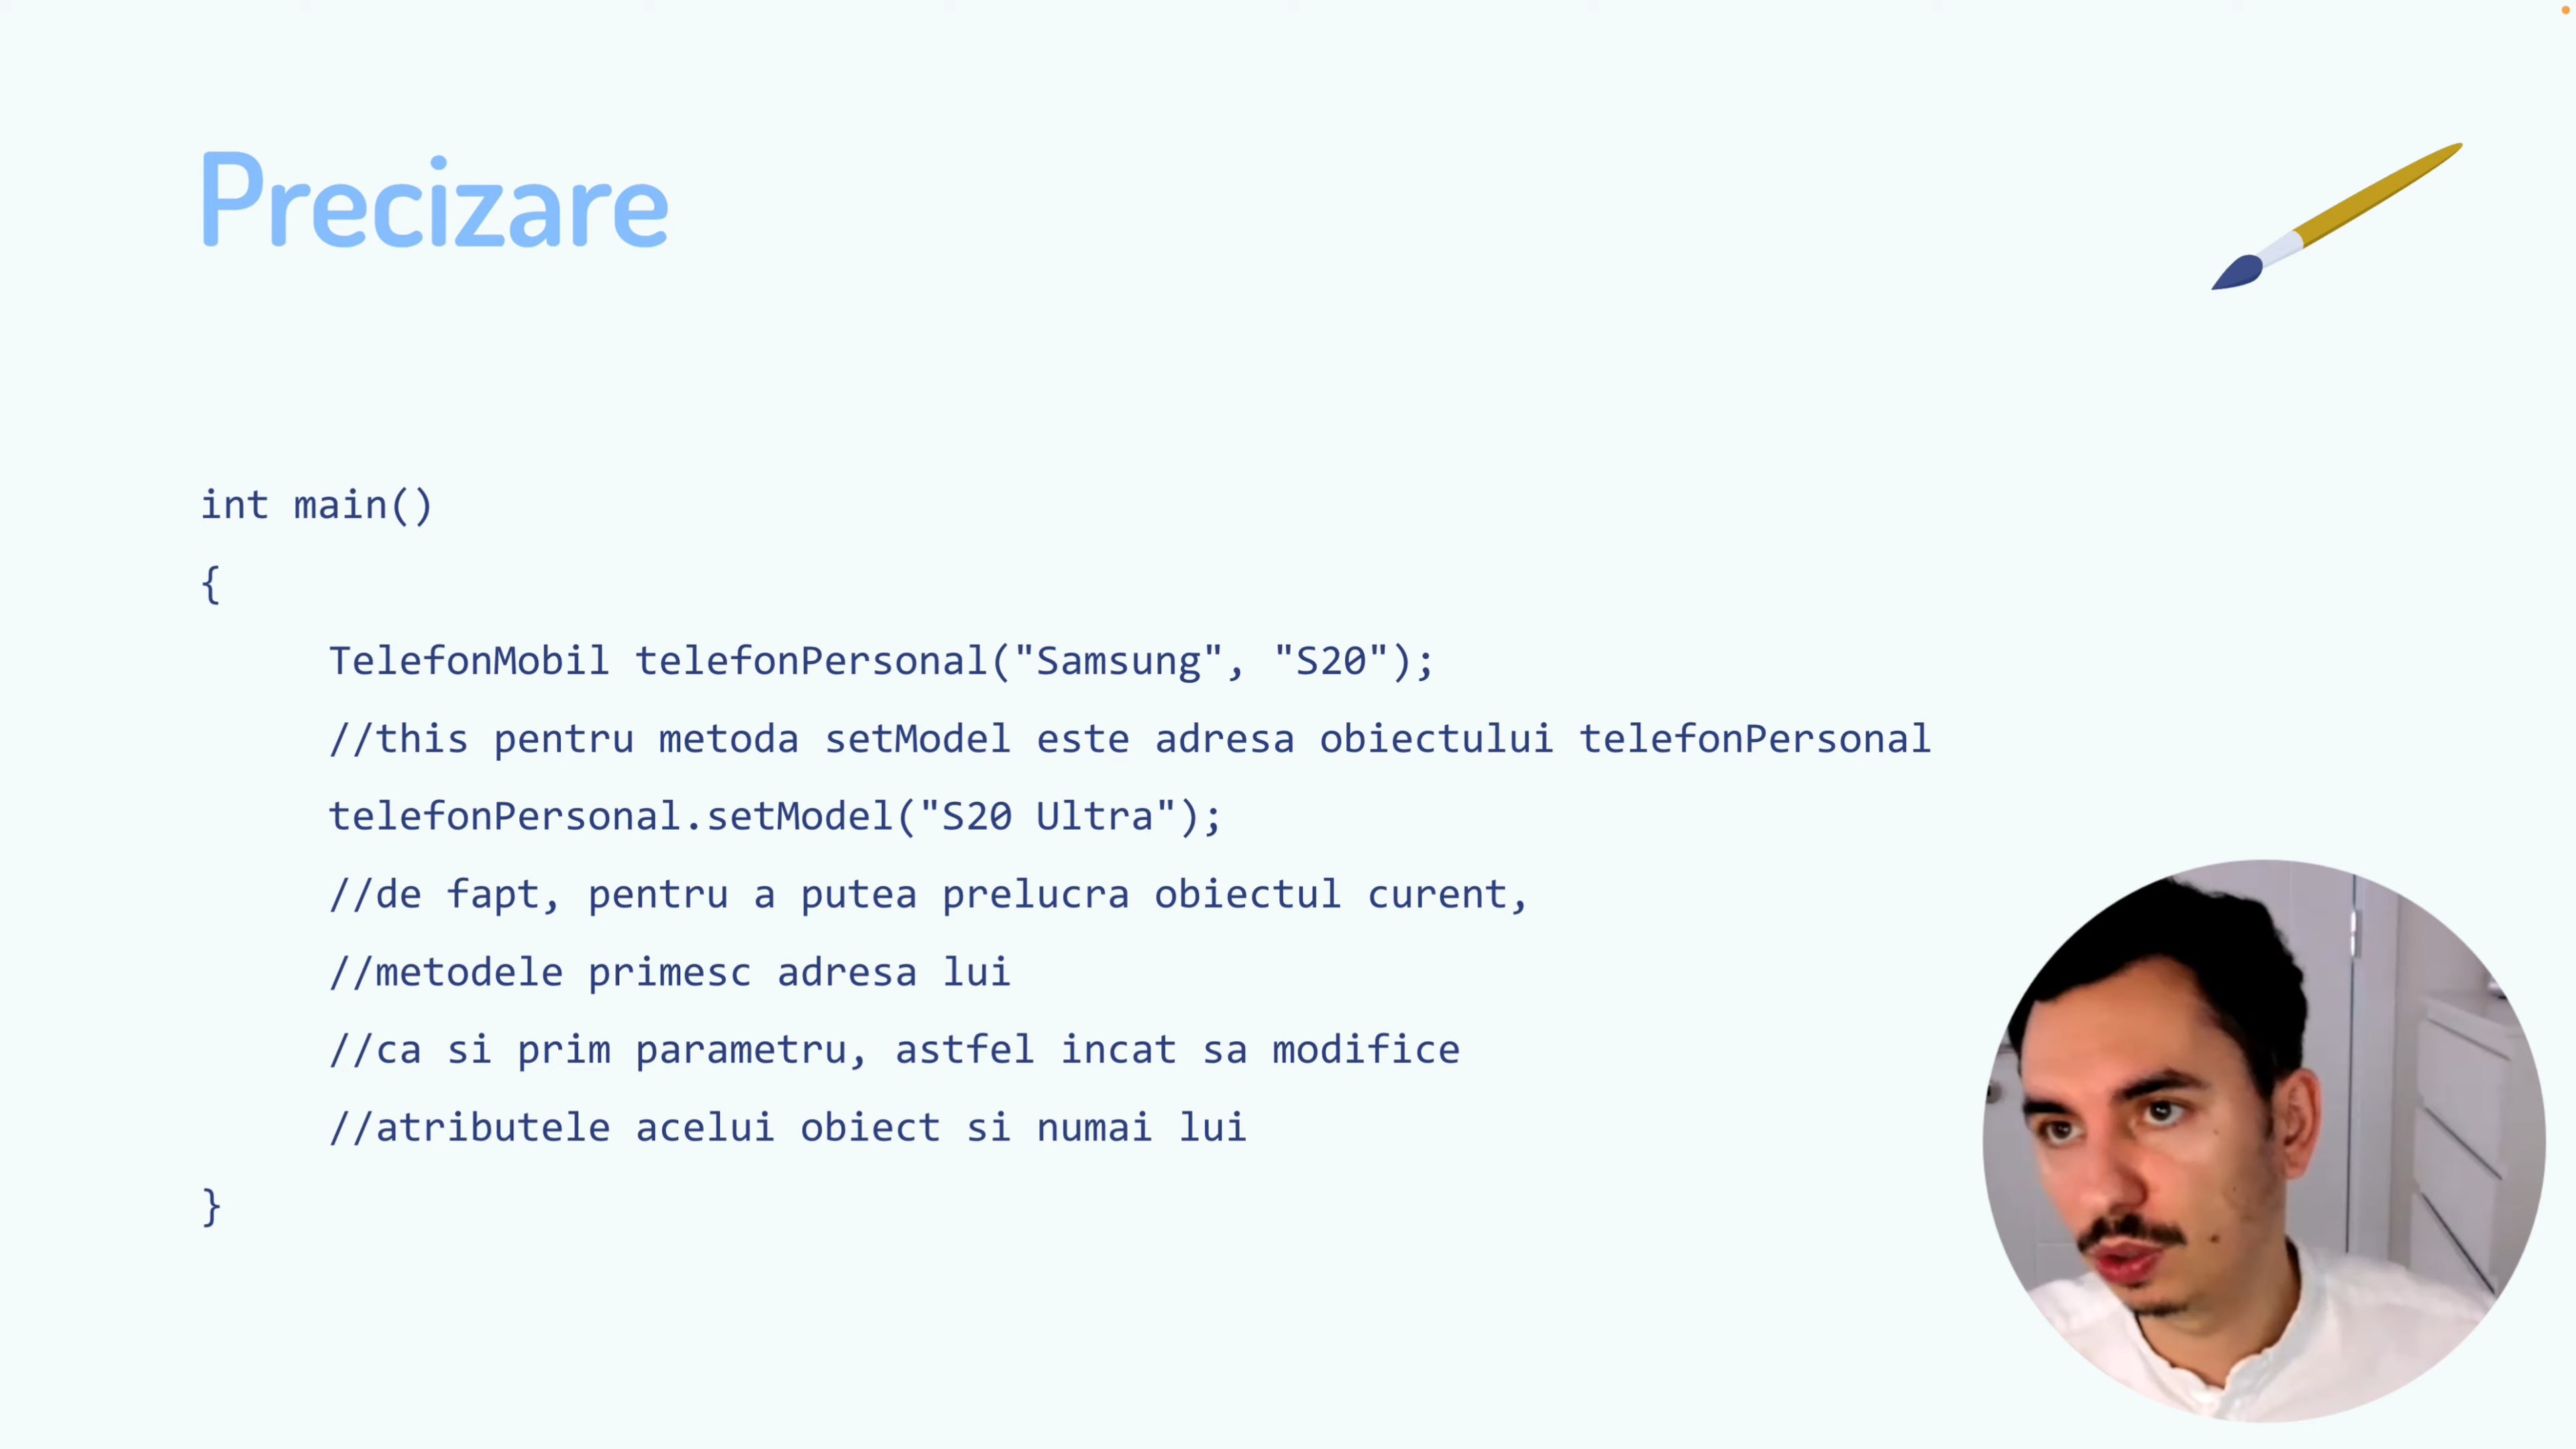 Precizare
int main()
{
TelefonMobil telefonPersonal("Samsung", "S20");
//this pentru metoda setModel este adresa obiectului telefonPersonal
telefonPersonal.setModel("S20 Ultra");
//de fapt, pentru a putea prelucra obiectul curent,
//metodele primesc adresa lui
//ca si prim parametru, astfel incat sa modifice
//atributele acelui obiect si numai lui
}